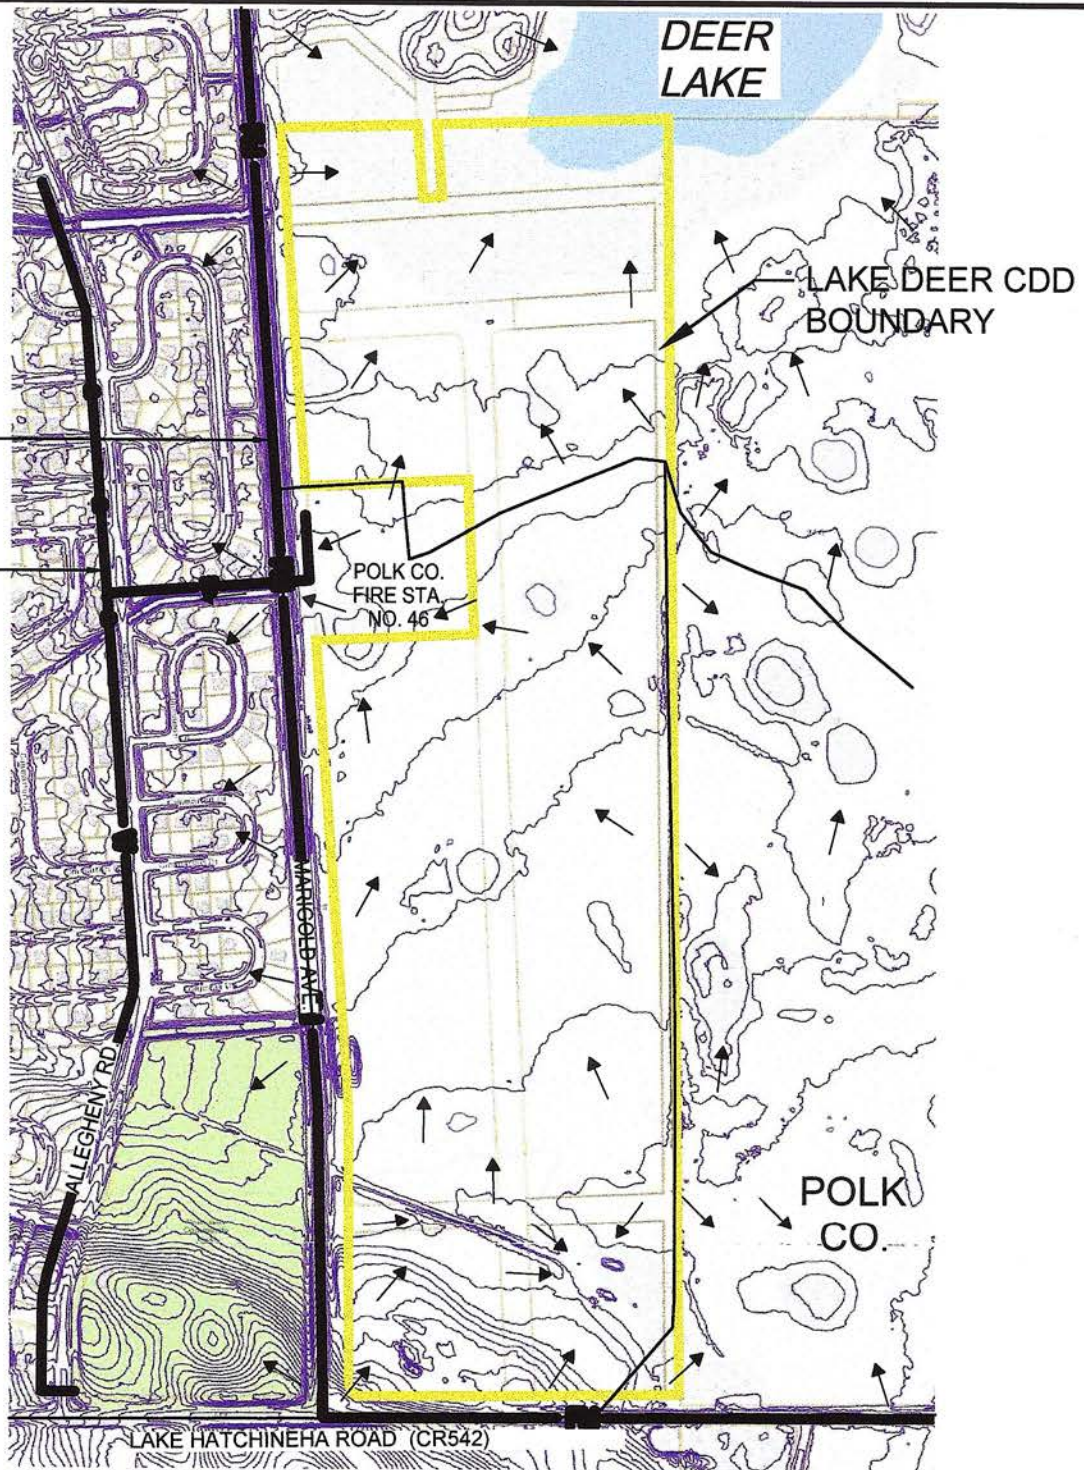 DEER
LAKE
LAKE DEER CDD
BOUNDARY
POLK CO.
FIRE STA.
NO. 46
MARIGOLD AVE.
ALLEGHENY RD.
POLK
CO.
LAKE HATCHINEHA ROAD (CR542)